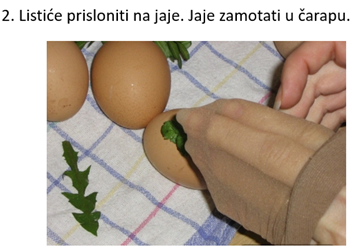 2. Listiće prisloniti na jaje. Jaje zamotati u čarapu.